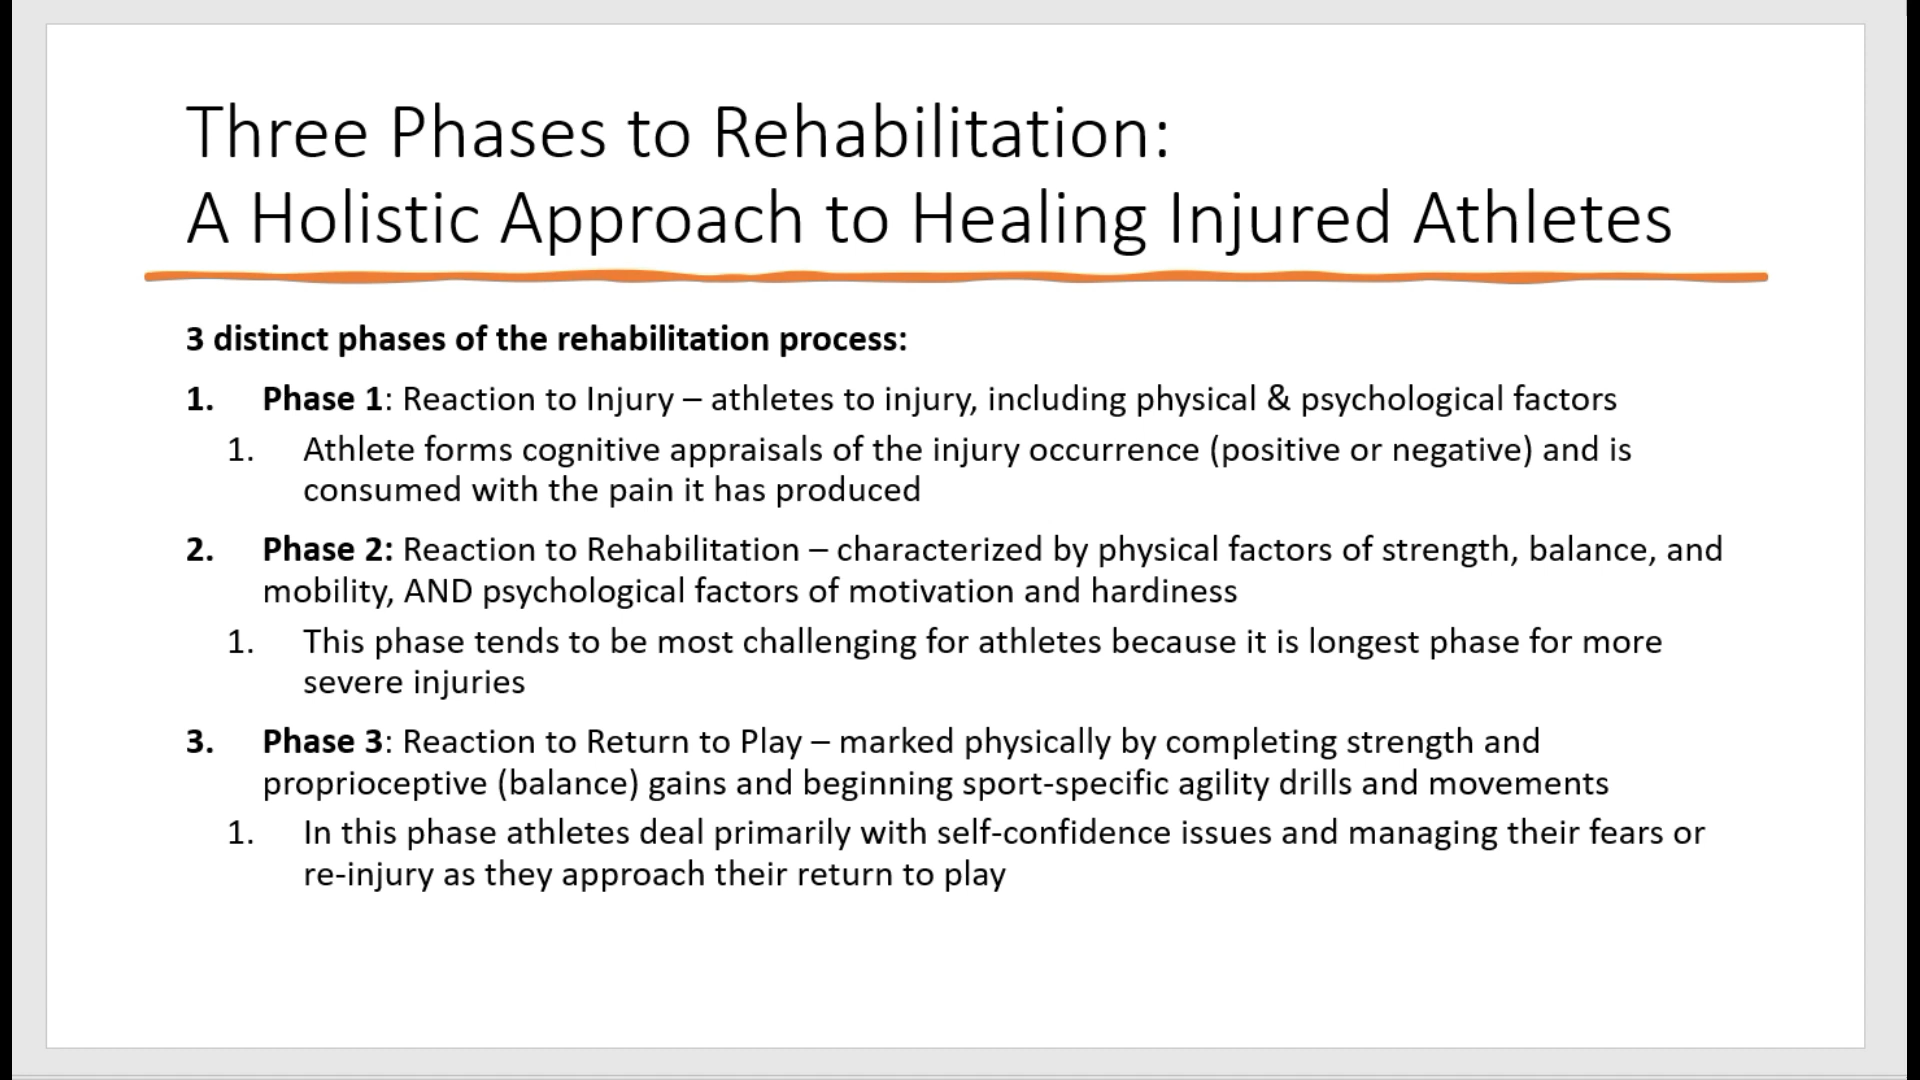 Three Phases to Rehabilitation:
A Holistic Approach to Healing Injured Athletes
3 distinct phases of the rehabilitation process:
1. Phase 1: Reaction to Injury – athletes to injury, including physical & psychological factors
1. Athlete forms cognitive appraisals of the injury occurrence (positive or negative) and is
consumed with the pain it has produced
2. Phase 2: Reaction to Rehabilitation – characterized by physical factors of strength, balance, and
mobility, AND psychological factors of motivation and hardiness
1. This phase tends to be most challenging for athletes because it is longest phase for more
severe injuries
3. Phase 3: Reaction to Return to Play – marked physically by completing strength and
proprioceptive (balance) gains and beginning sport-specific agility drills and movements
1. In this phase athletes deal primarily with self-confidence issues and managing their fears or
re-injury as they approach their return to play